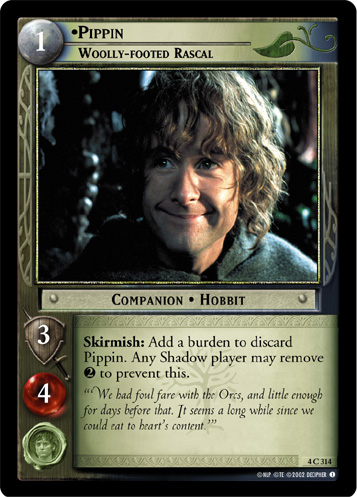 1
•Pippin
Woolly-footed Rascal
Companion • Hobbit
3
4
Skirmish: Add a burden to discard
Pippin. Any Shadow player may remove
❷ to prevent this.
“‘We had foul fare with the Orcs, and little enough
for days before that. It seems a long while since we
could eat to heart's content.’”
4 C 314
©NLP ©TE ©2002 DECIPHER